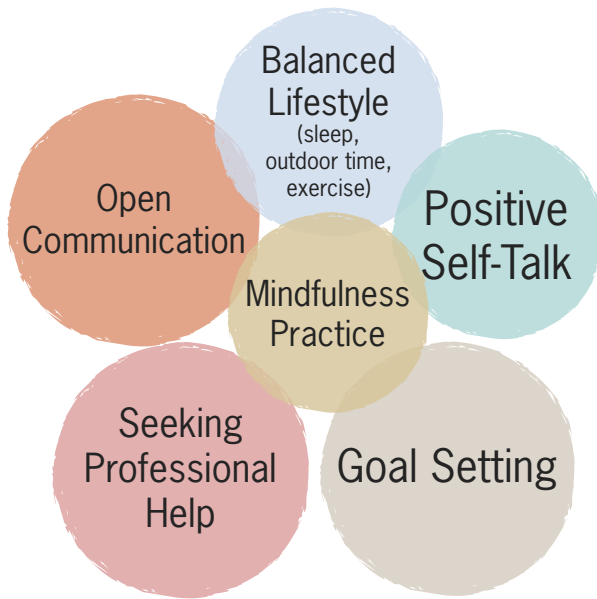 Balanced
Lifestyle
(sleep,
outdoor time,
exercise)
Open
Communication
Positive
Self-Talk
Mindfulness
Practice
Seeking
Professional
Help
Goal Setting